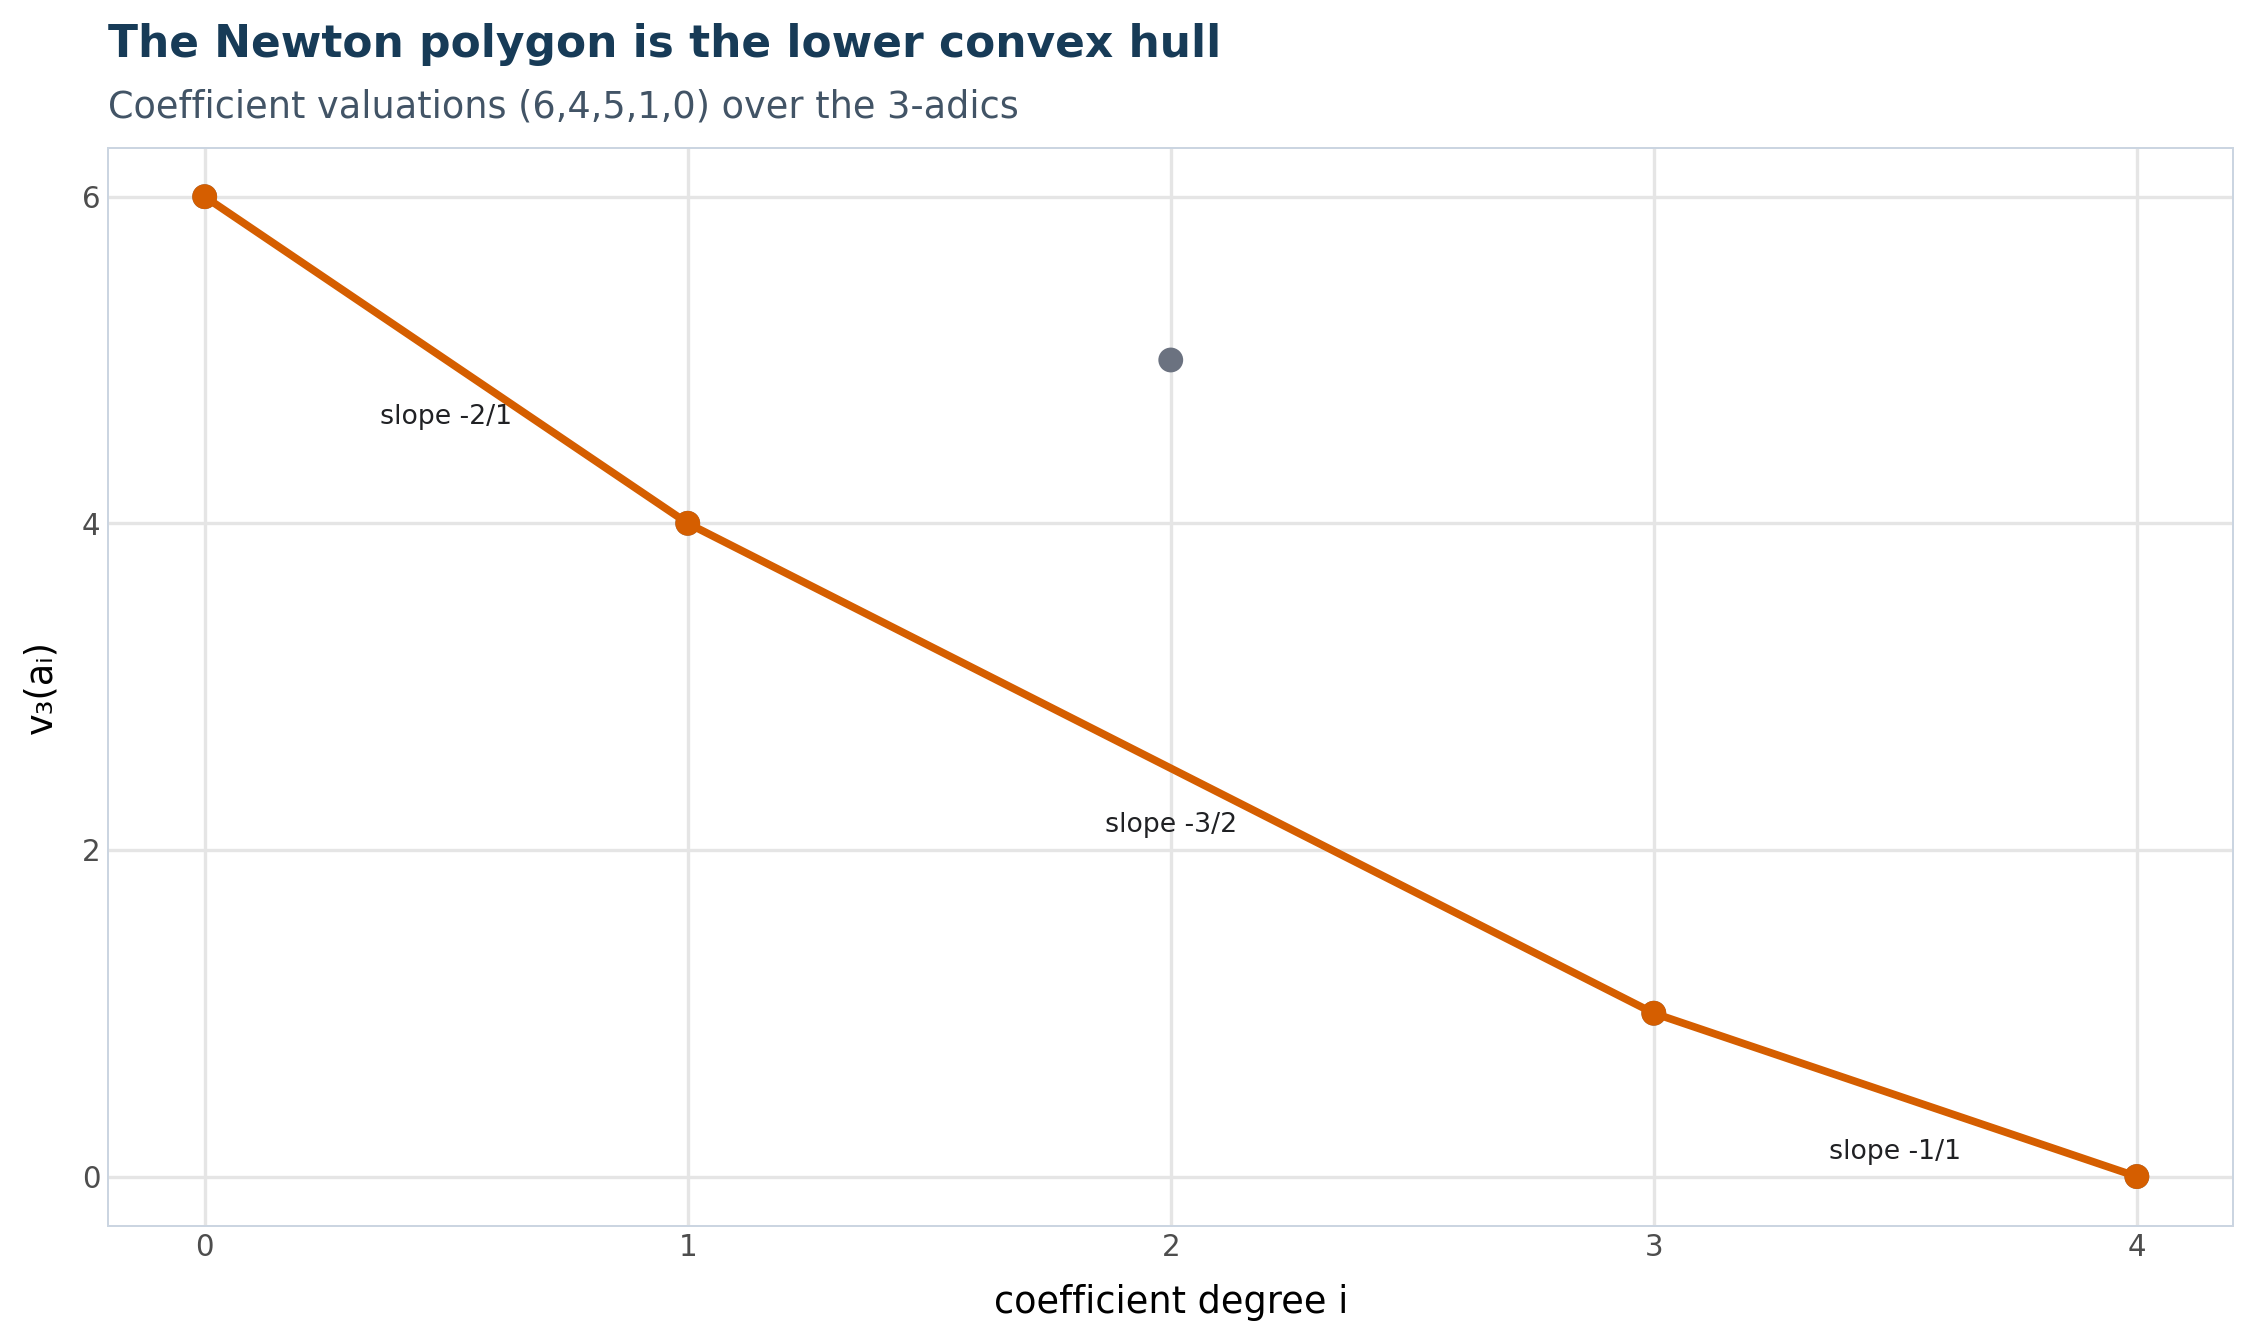 The Newton polygon is the lower convex hull
Coefficient valuations (6,4,5,1,0) over the 3-adics
6
4
2
0
v₃(aᵢ)
slope -2/1
slope -3/2
slope -1/1
0 1 2 3 4
coefficient degree i